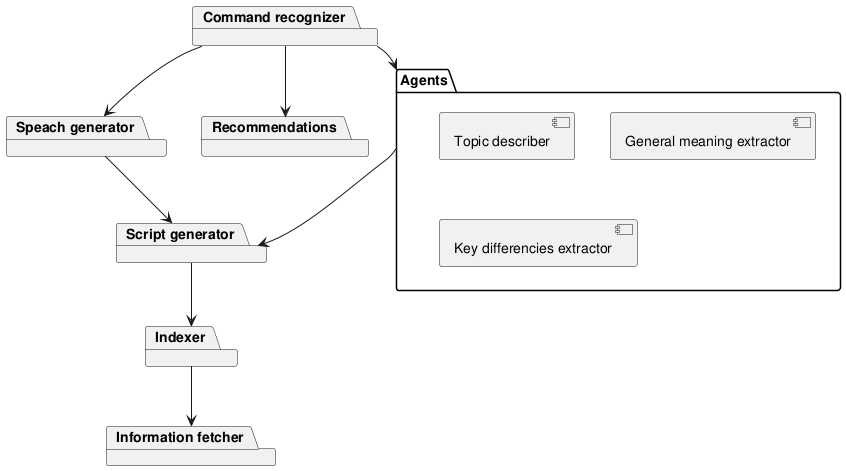 Command recognizer
Agents
Speach generator
Recommendations
Topic describer
General meaning extractor
Script generator
Key differencies extractor
Indexer
Information fetcher